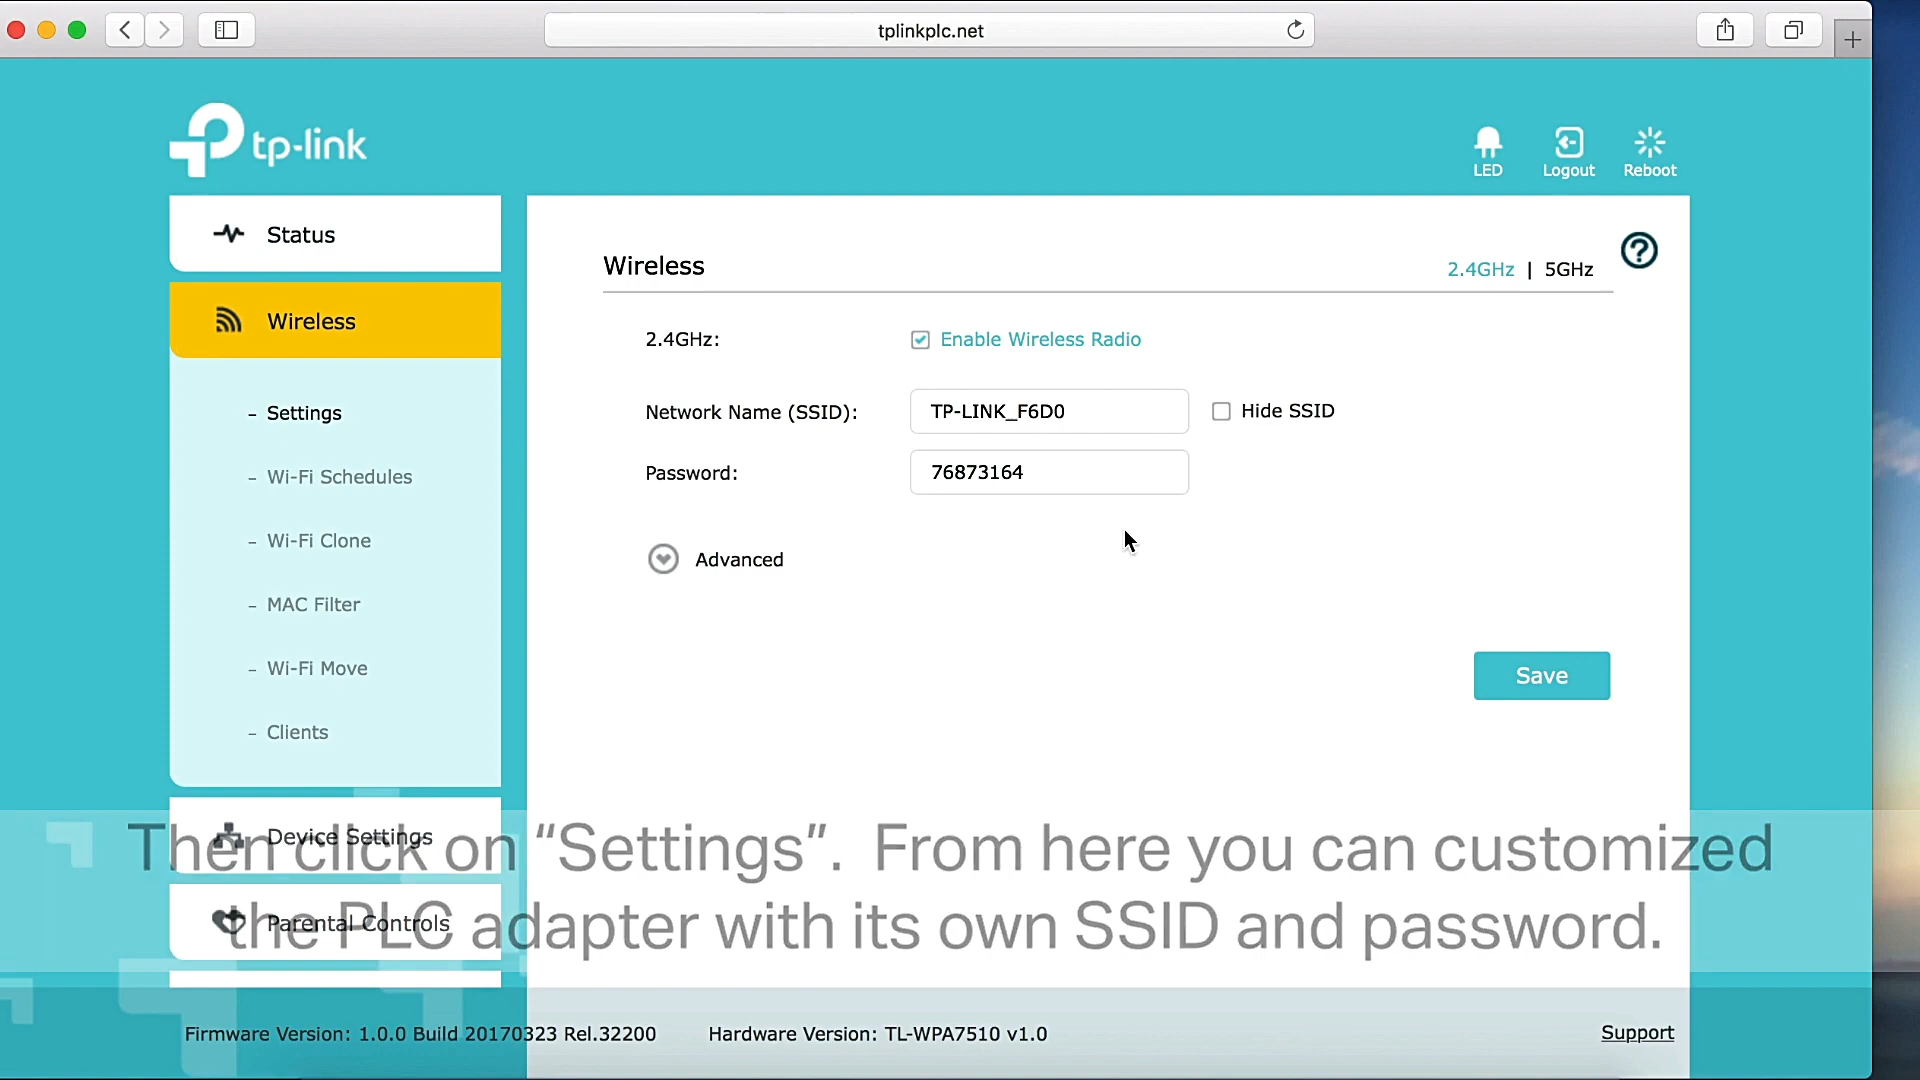 tplinkplc.net
tp-link
LED
Logout
Reboot
Status
Wireless
- Settings
- Wi-Fi Schedules
- Wi-Fi Clone
- MAC Filter
- Wi-Fi Move
- Clients
Device Settings
Parental Controls
Wireless
2.4GHz | 5GHz
2.4GHz:
Enable Wireless Radio
Network Name (SSID):
TP-LINK_F6D0
Hide SSID
Password:
76873164
Advanced
Save
Then click on “Settings”. From here you can customized
the PLC adapter with its own SSID and password.
Firmware Version: 1.0.0 Build 20170323 Rel.32200
Hardware Version: TL-WPA7510 v1.0
Support